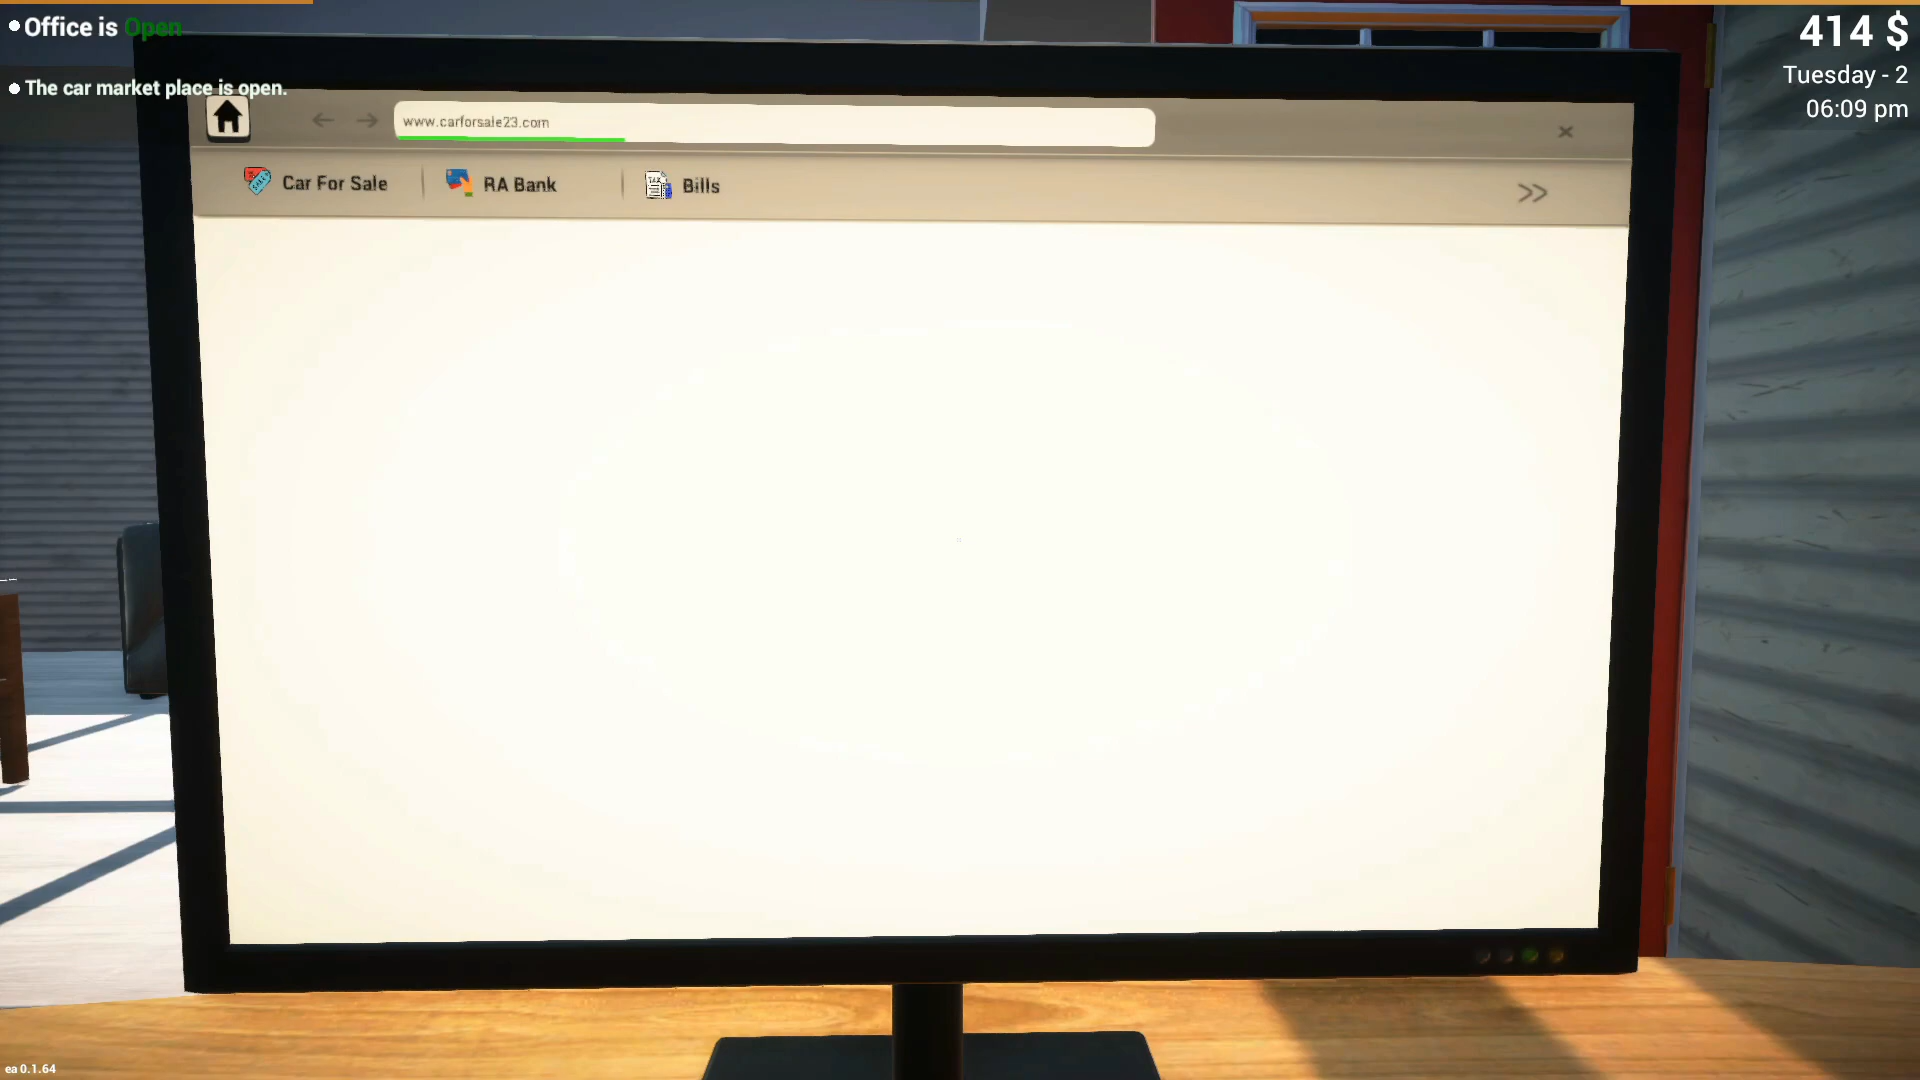 Office is Open
The car market place is open.
414 $
Tuesday - 2
06:09 pm
www.carforsale23.com
Car For Sale
RA Bank
Bills
ea 0.1.64